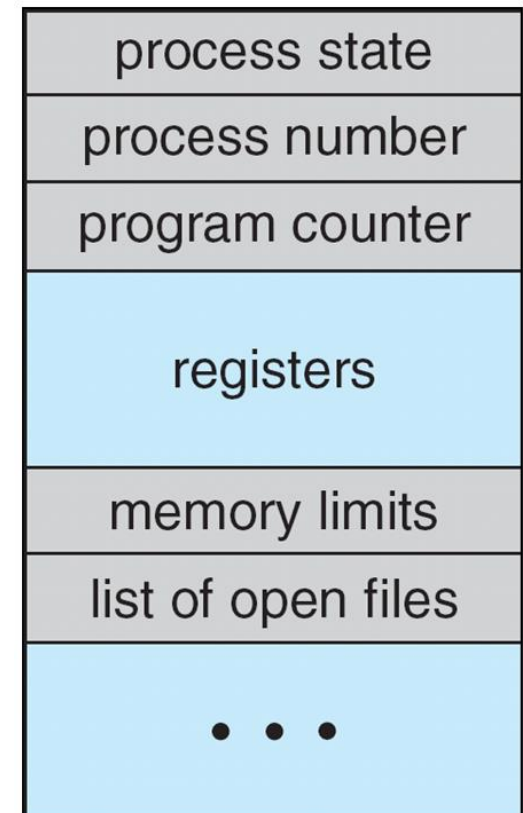 process state
process number
program counter
registers
memory limits
list of open files
• • •